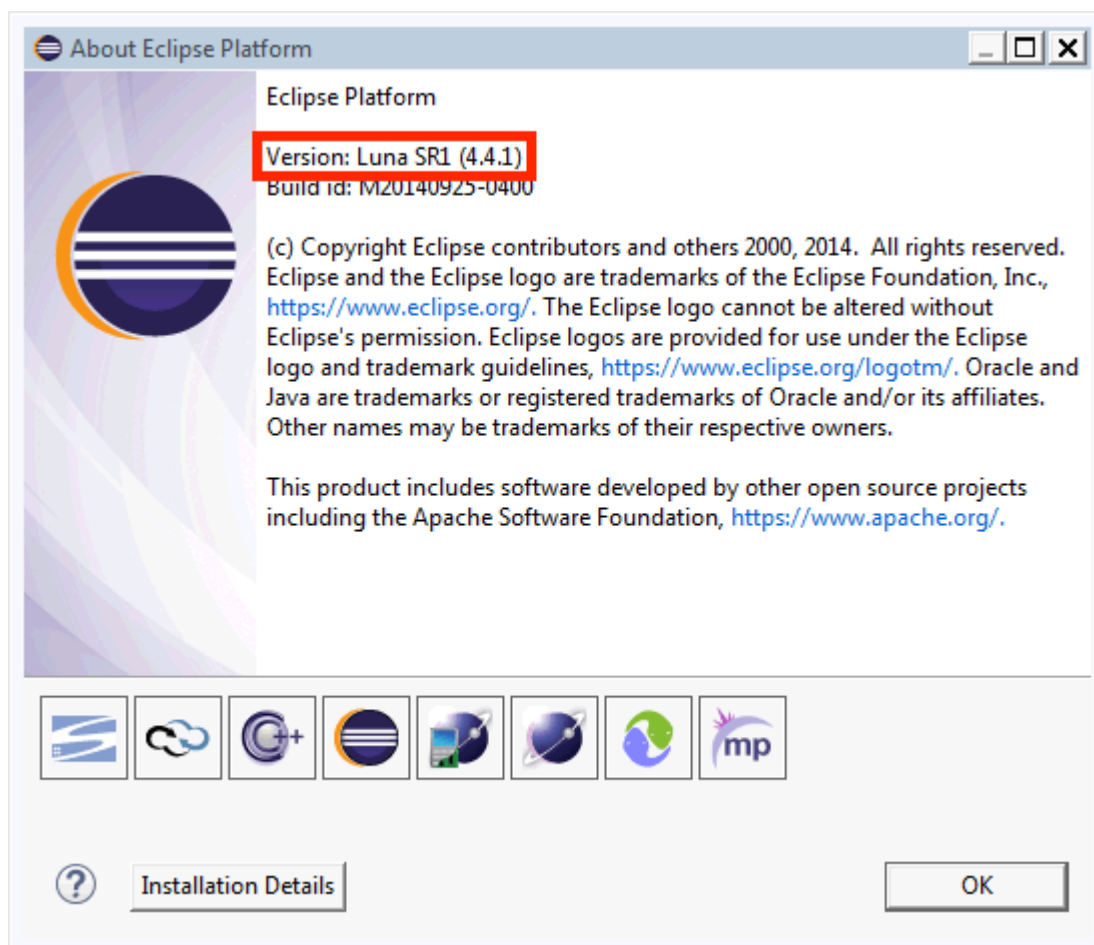 About Eclipse Platform
Eclipse Platform
Version: Luna SR1 (4.4.1)
Build id: M20140925-0400
(c) Copyright Eclipse contributors and others 2000, 2014.  All rights reserved.
Eclipse and the Eclipse logo are trademarks of the Eclipse Foundation, Inc.,
https://www.eclipse.org/. The Eclipse logo cannot be altered without
Eclipse's permission. Eclipse logos are provided for use under the Eclipse
logo and trademark guidelines, https://www.eclipse.org/logotm/. Oracle and
Java are trademarks or registered trademarks of Oracle and/or its affiliates.
Other names may be trademarks of their respective owners.
This product includes software developed by other open source projects
including the Apache Software Foundation, https://www.apache.org/.
C++ mp
? Installation Details OK